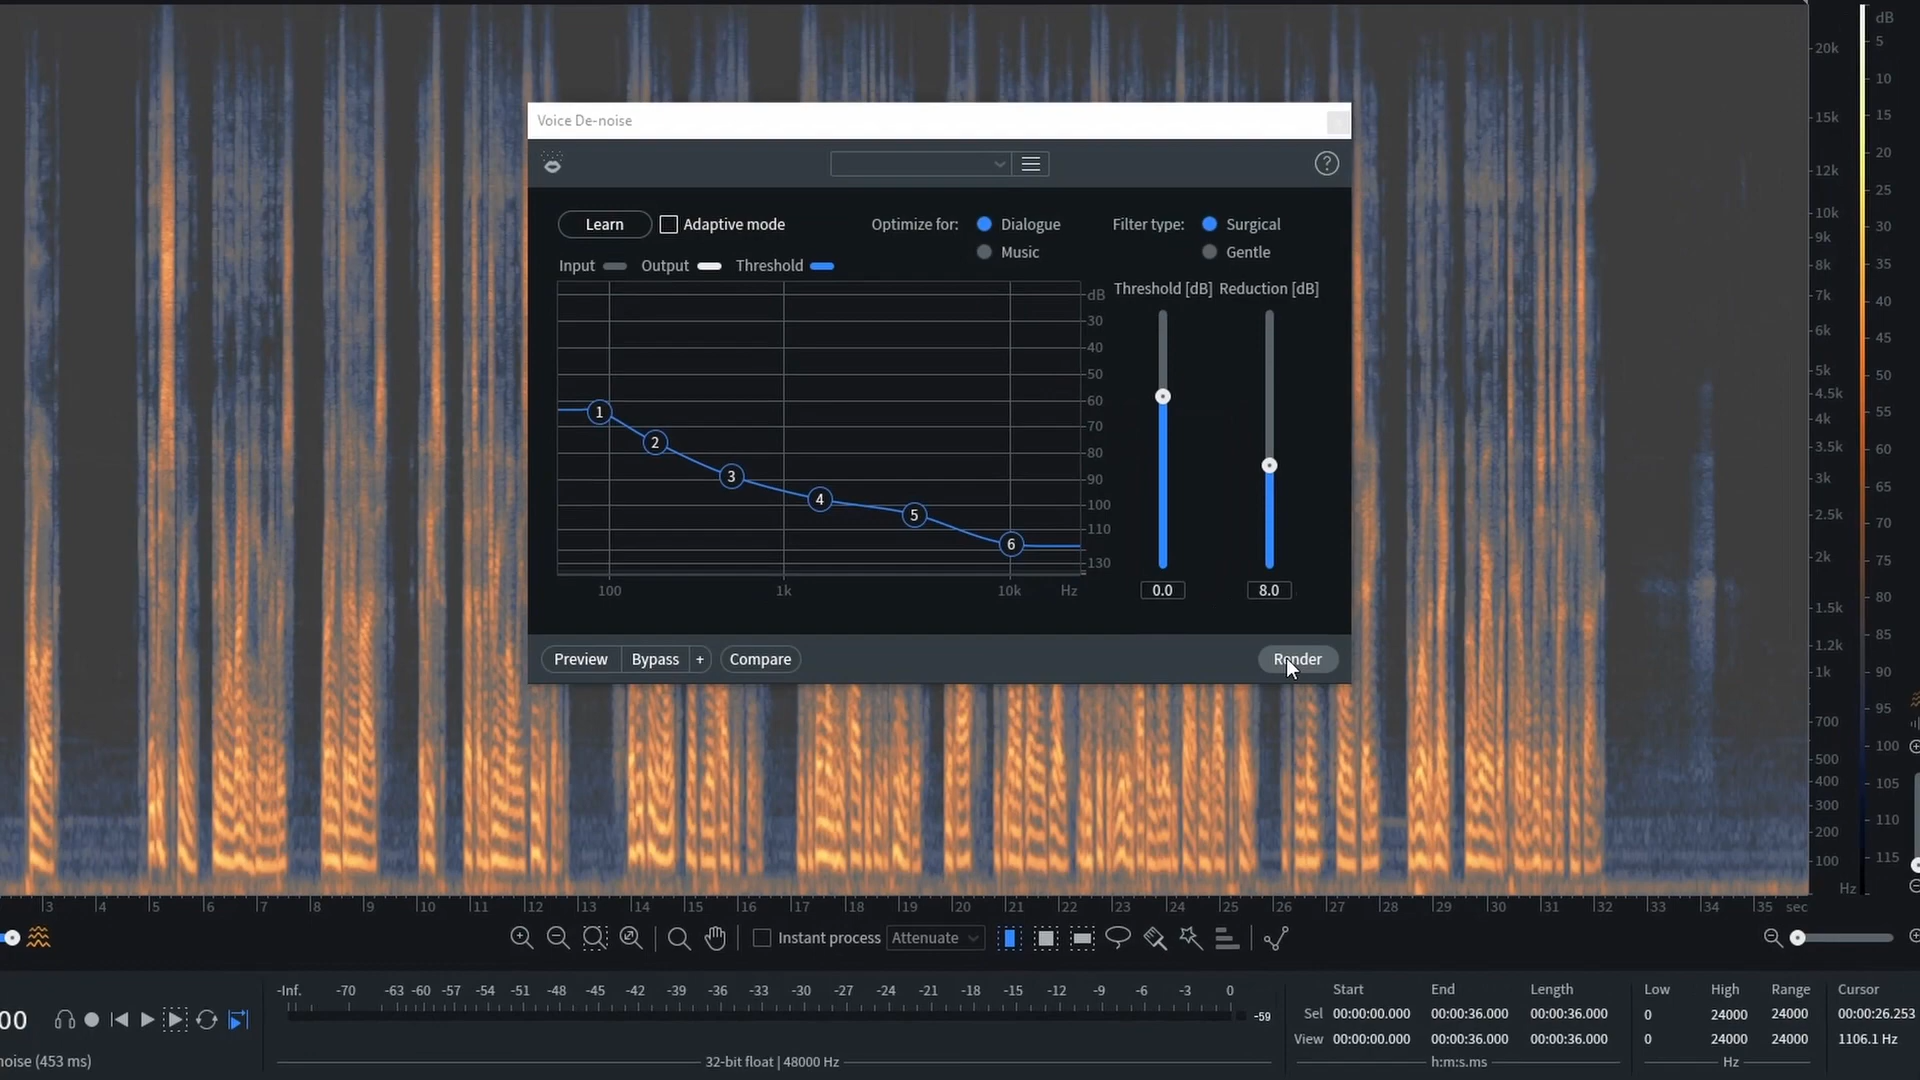 Voice De-noise
Learn Adaptive mode Optimize for: Dialogue Filter type: Surgical
Music Gentle
Input Output Threshold
Threshold [dB] Reduction [dB]
dB
30
40
50
60
70
80
90
100
110
130
1
2
3
4
5
6
100 1k 10k Hz
0.0 8.0
Preview Bypass + Compare Render
20k
15k
12k
10k
9k
8k
7k
6k
5k
4.5k
4k
3.5k
3k
2.5k
2k
1.5k
1.2k
1k
700
500
400
300
200
100
Hz
dB
5
10
15
20
25
30
35
40
45
50
55
60
65
70
75
80
85
90
95
100
105
110
115
3 4 5 6 7 8 9 10 11 12 13 14 15 16 17 18 19 20 21 22 23 24 25 26 27 28 29 30 31 32 33 34 35 sec
Instant process Attenuate
-Inf. -70 -63 -60 -57 -54 -51 -48 -45 -42 -39 -36 -33 -30 -27 -24 -21 -18 -15 -12 -9 -6 -3 0
-59
Start End Length Low High Range Cursor
Sel 00:00:00.000 00:00:36.000 00:00:36.000 0 24000 24000 00:00:26.253
View 00:00:00.000 00:00:36.000 00:00:36.000 0 24000 24000 1106.1 Hz
h:m:s.ms Hz
00
noise (453 ms)
32-bit float | 48000 Hz